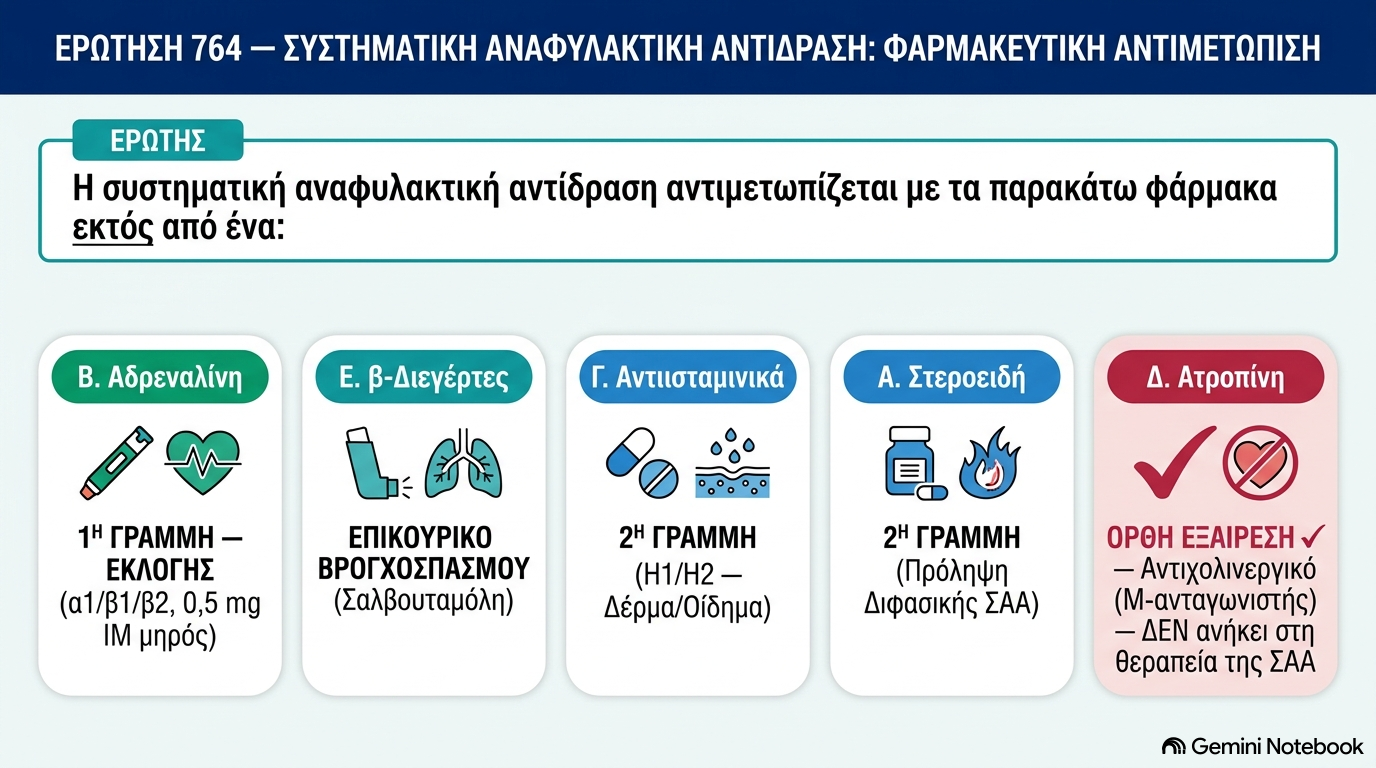 ΕΡΩΤΗΣΗ 764 — ΣΥΣΤΗΜΑΤΙΚΗ ΑΝΑΦΥΛΑΚΤΙΚΗ ΑΝΤΙΔΡΑΣΗ: ΦΑΡΜΑΚΕΥΤΙΚΗ ΑΝΤΙΜΕΤΩΠΙΣΗ
ΕΡΩΤΗΣ
Η συστηματική αναφυλακτική αντίδραση αντιμετωπίζεται με τα παρακάτω φάρμακα
εκτός από ένα:
Β. Αδρεναλίνη
1Η ΓΡΑΜΜΗ —
ΕΚΛΟΓΗΣ
(α1/β1/β2, 0,5 mg
IM μηρός)
Ε. β-Διεγέρτες
ΕΠΙΚΟΥΡΙΚΟ
ΒΡΟΓΧΟΣΠΑΣΜΟΥ
(Σαλβουταμόλη)
Γ. Αντιισταμινικά
2Η ΓΡΑΜΜΗ
(H1/H2 —
Δέρμα/Οίδημα)
Α. Στεροειδή
2Η ΓΡΑΜΜΗ
(Πρόληψη
Διφασικής ΣΑΑ)
Δ. Ατροπίνη
ΟΡΘΗ ΕΞΑΙΡΕΣΗ ✓
— Αντιχολινεργικό
(Μ-ανταγωνιστής)
— ΔΕΝ ανήκει στη
θεραπεία της ΣΑΑ
Gemini Notebook